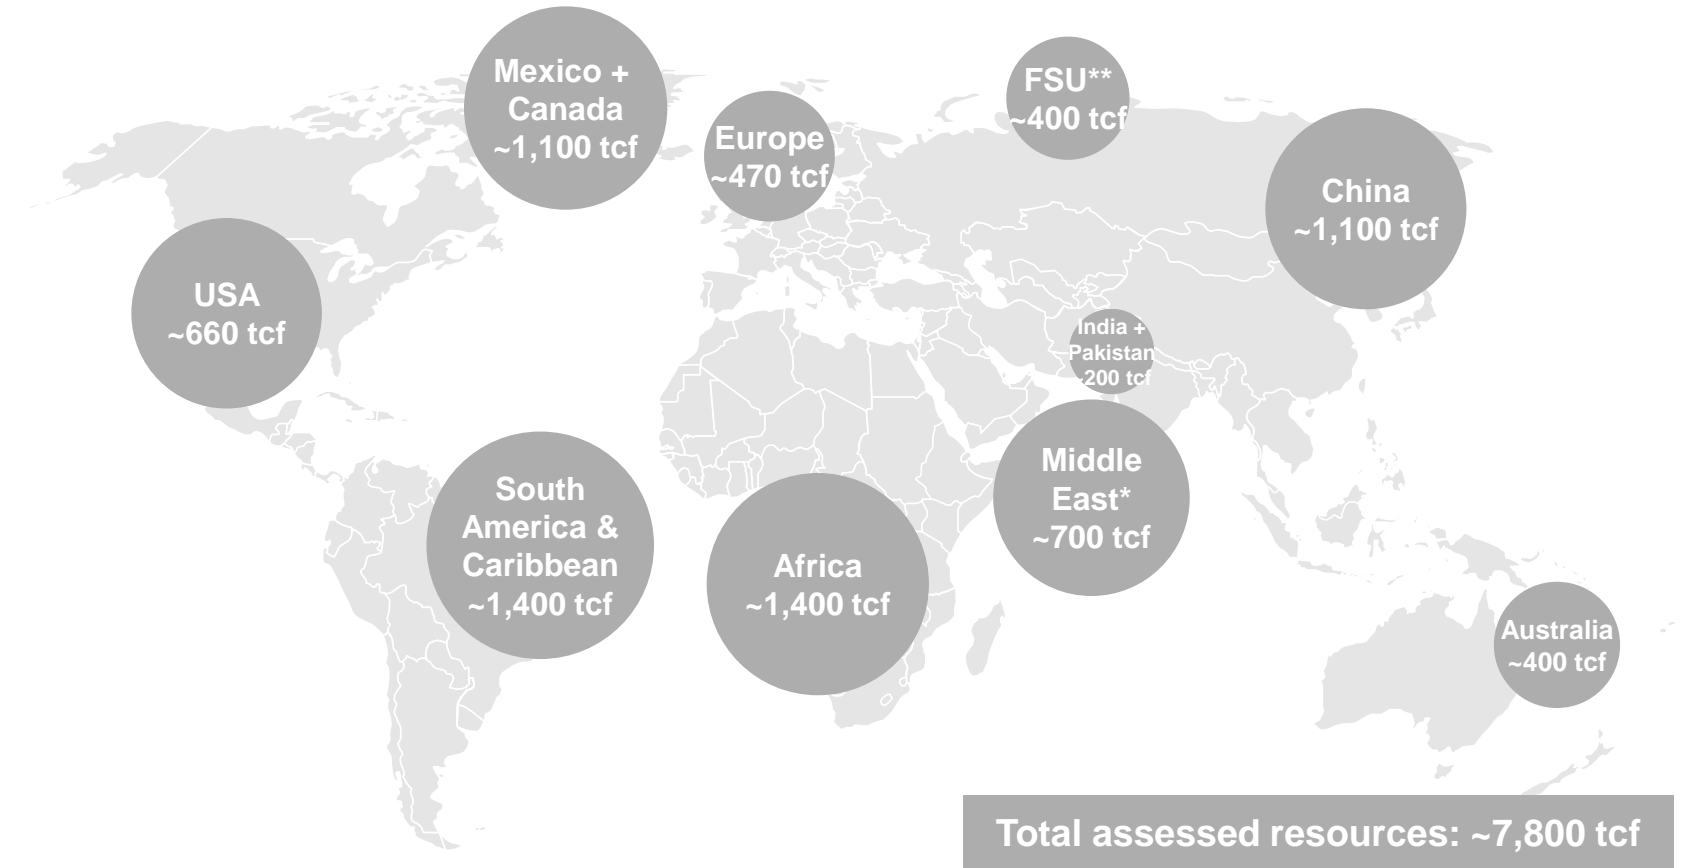 Mexico +
Canada
~1,100 tcf
FSU**
~400 tcf
Europe
~470 tcf
China
~1,100 tcf
USA
~660 tcf
India +
Pakistan
~200 tcf
Middle
East*
~700 tcf
South
America &
Caribbean
~1,400 tcf
Africa
~1,400 tcf
Australia
~400 tcf
Total assessed resources: ~7,800 tcf